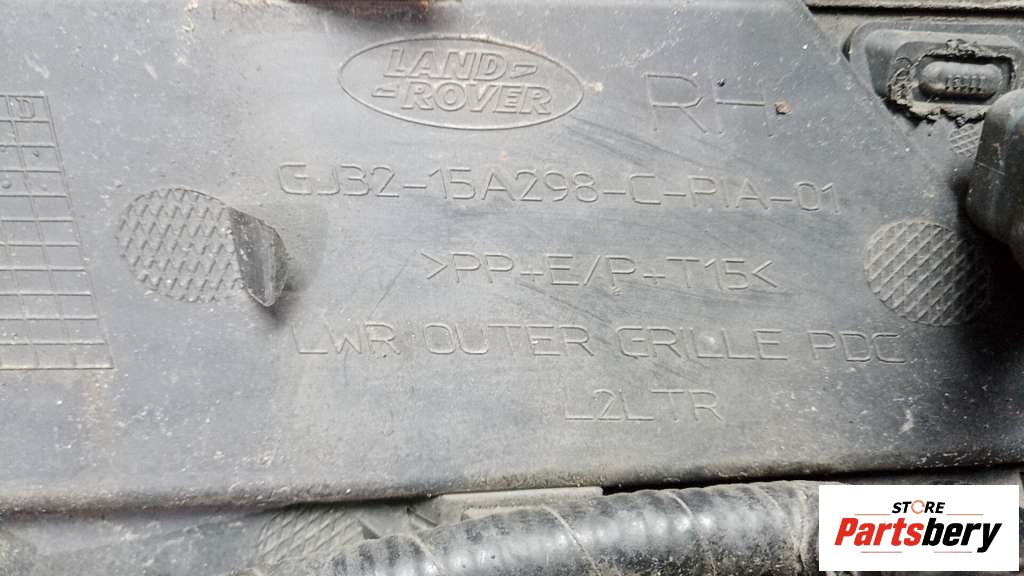 LAND
ROVER
RH
GJ32-15A298-C-PIA-01
>PP+E/P+T15<
LWR OUTER GRILLE PDC
L2LTR
STORE
Partsbery